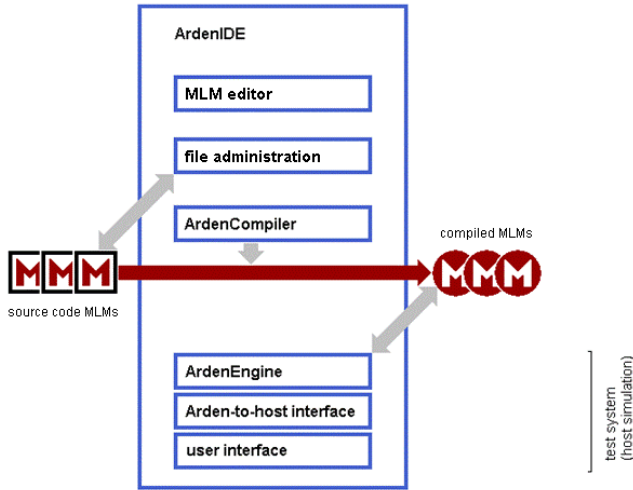 ArdenIDE
MLM editor
file administration
ArdenCompiler
compiled MLMs
M M M
M M M
source code MLMs
ArdenEngine
Arden-to-host interface
user interface
test system
(host simulation)